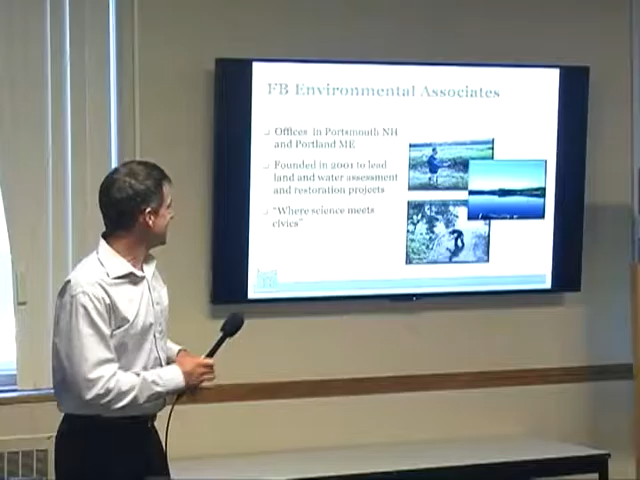 FB Environmental Associates
Offices in Portsmouth NH
and Portland ME
Founded in 2001 to lead
land and water assessment
and restoration projects
"Where science meets
civics"